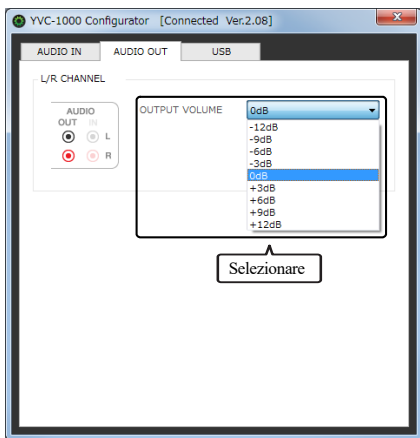 YVC-1000 Configurator [Connected Ver.2.08]
AUDIO IN AUDIO OUT USB
L/R CHANNEL
AUDIO
OUT IN
L
R
OUTPUT VOLUME 0dB
-12dB
-9dB
-6dB
-3dB
0dB
+3dB
+6dB
+9dB
+12dB
Selezionare